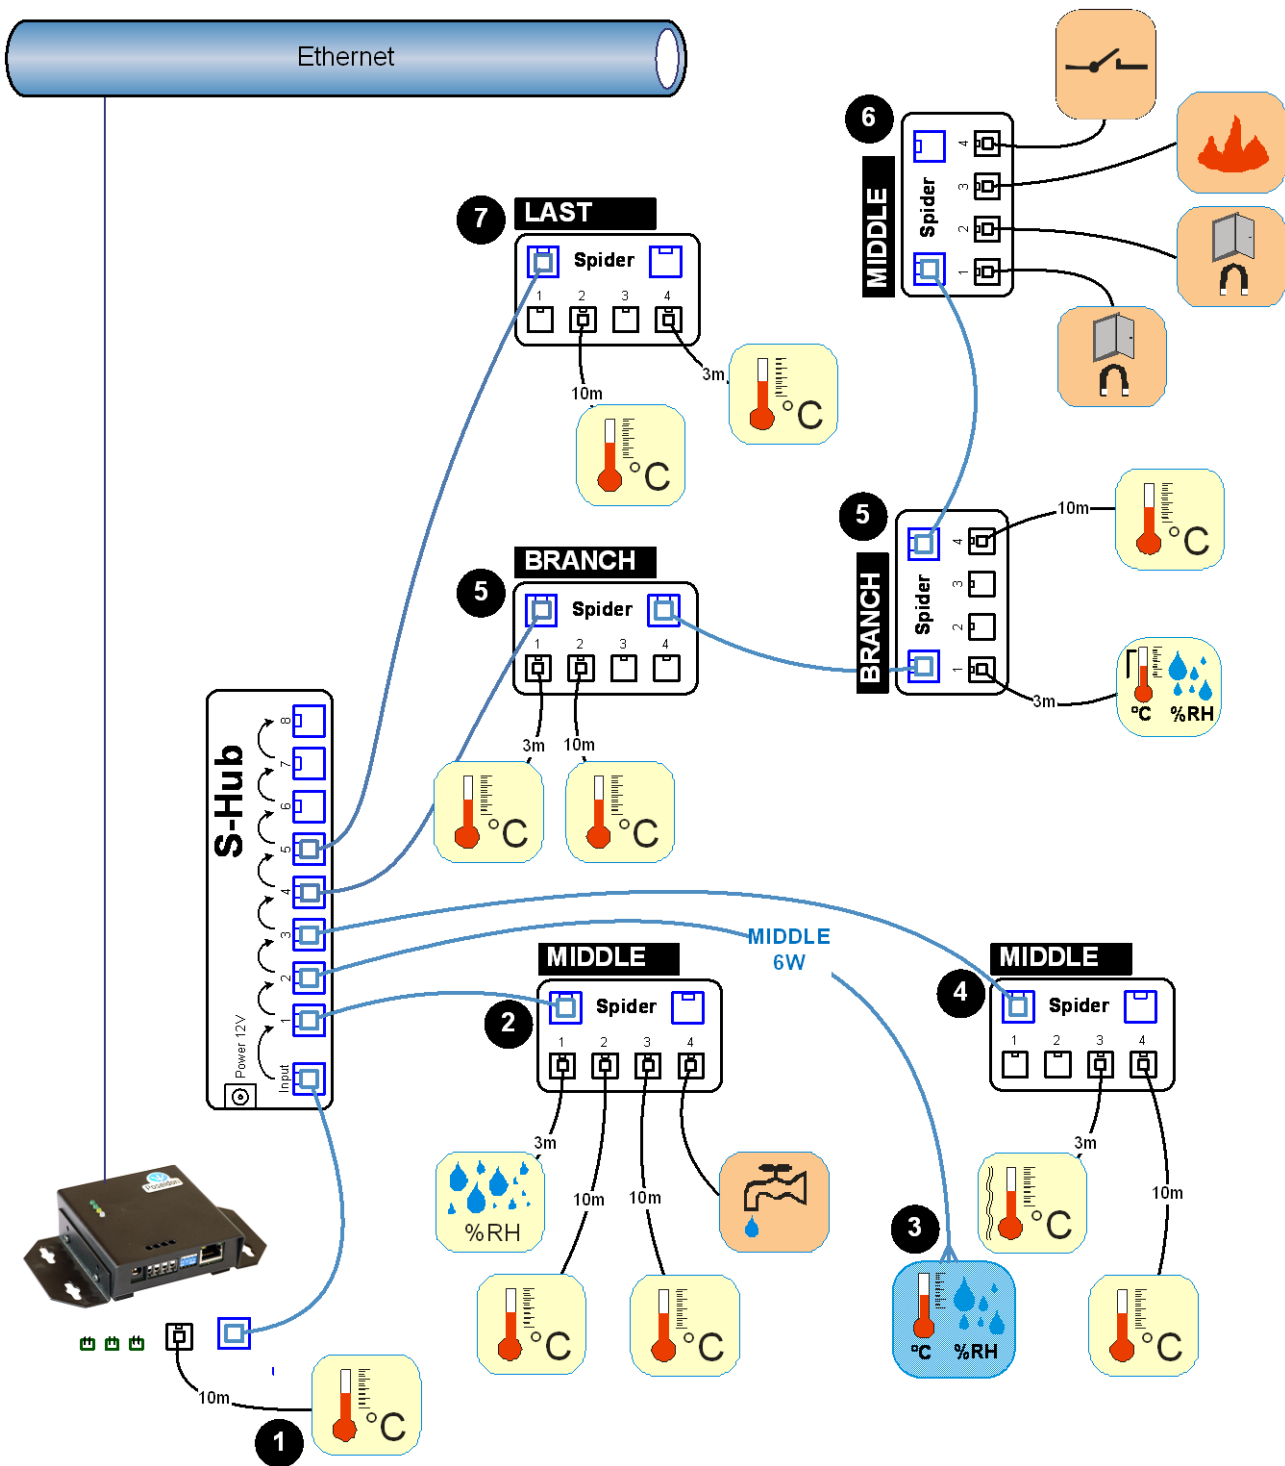 Ethernet
6
MIDDLE
Spider
4
3
2
1
7
LAST
Spider
1
2
3
4
10m
3m
°C
°C
5
BRANCH
Spider
4
3
2
1
10m
°C
3m
°C
%RH
5
BRANCH
Spider
1
2
3
4
3m
10m
°C
°C
S-Hub
8
7
6
5
4
3
2
1
Input
Power 12V
MIDDLE
6W
2
MIDDLE
Spider
1
2
3
4
3m
10m
10m
%RH
°C
°C
4
MIDDLE
Spider
1
2
3
4
3m
10m
°C
°C
3
°C
%RH
Poseidon
10m
1
°C